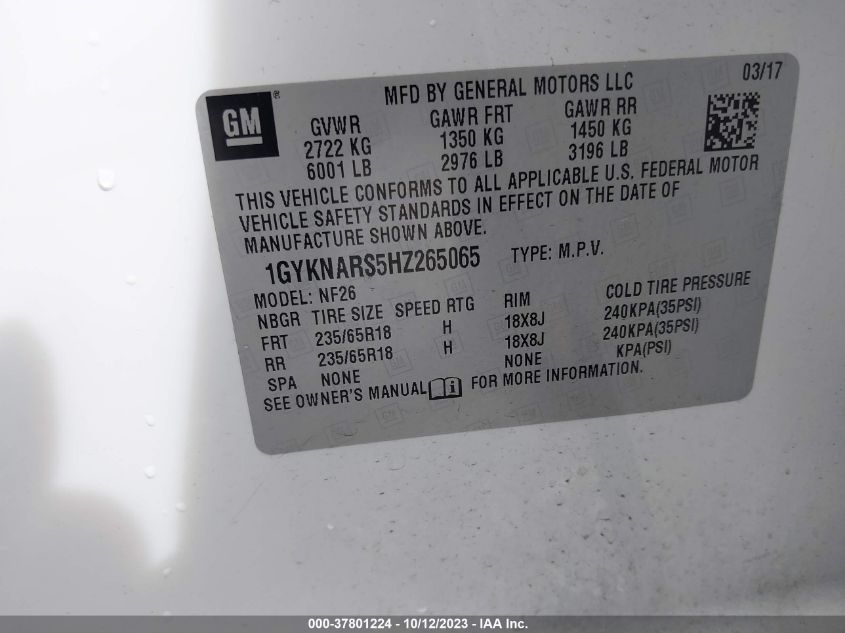 GM ®
MFD BY GENERAL MOTORS LLC 03/17
GVWR GAWR FRT GAWR RR
2722 KG 1350 KG 1450 KG
6001 LB 2976 LB 3196 LB
THIS VEHICLE CONFORMS TO ALL APPLICABLE U.S. FEDERAL MOTOR
VEHICLE SAFETY STANDARDS IN EFFECT ON THE DATE OF
MANUFACTURE SHOWN ABOVE.
1GYKNARS5HZ265065 TYPE: M.P.V.
MODEL: NF26
NBGR TIRE SIZE SPEED RTG RIM COLD TIRE PRESSURE
FRT 235/65R18 H 18X8J 240KPA(35PSI)
RR 235/65R18 H 18X8J 240KPA(35PSI)
SPA NONE NONE KPA(PSI)
SEE OWNER'S MANUAL i FOR MORE INFORMATION.
000-37801224 - 10/12/2023 - IAA Inc.